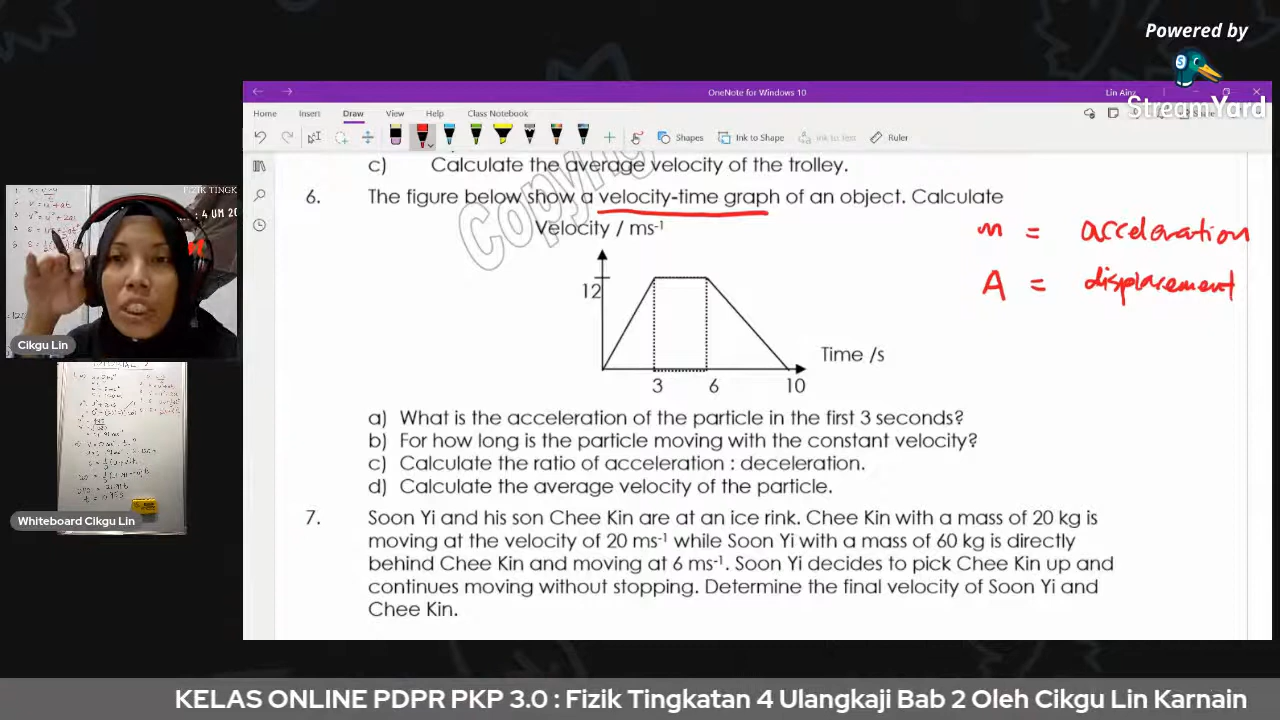 Powered by
StreamYard
OneNote for Windows 10
Lin Ainz
Home Insert Draw View Help Class Notebook
Shapes Ink to Shape Ink to Text Ruler
c) Calculate the average velocity of the trolley.
6. The figure below show a velocity-time graph of an object. Calculate
Velocity / ms-1
m = acceleration
A = displacement
12
Time /s
3 6 10
a) What is the acceleration of the particle in the first 3 seconds?
b) For how long is the particle moving with the constant velocity?
c) Calculate the ratio of acceleration : deceleration.
d) Calculate the average velocity of the particle.
7. Soon Yi and his son Chee Kin are at an ice rink. Chee Kin with a mass of 20 kg is
moving at the velocity of 20 ms-1 while Soon Yi with a mass of 60 kg is directly
behind Chee Kin and moving at 6 ms-1. Soon Yi decides to pick Chee Kin up and
continues moving without stopping. Determine the final velocity of Soon Yi and
Chee Kin.
FIZIK TINGK
Cikgu Lin
Whiteboard Cikgu Lin
KELAS ONLINE PDPR PKP 3.0 : Fizik Tingkatan 4 Ulangkaji Bab 2 Oleh Cikgu Lin Karnain